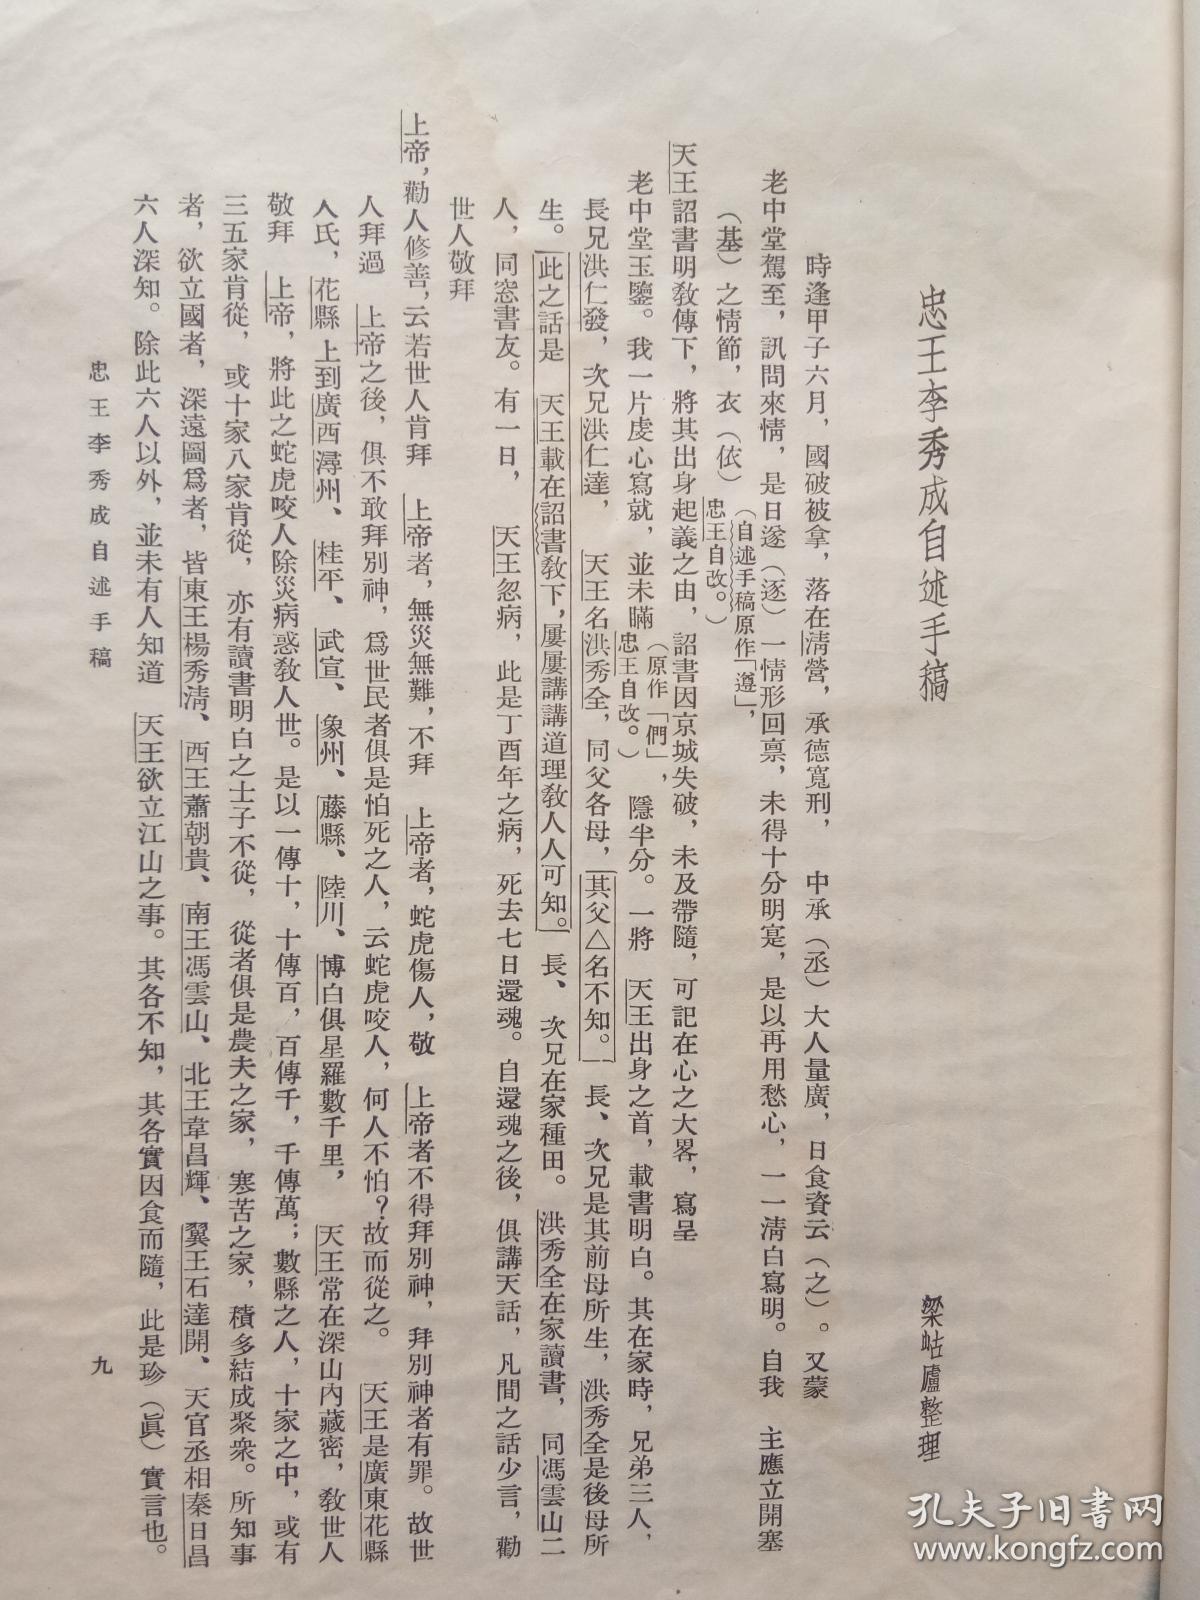 忠王李秀成自述手稿
梁岵廬整理
時逢甲子六月，國破被拿，落在清營，承德寬刑，　中承（丞）大人量廣，日食資云（之）。又蒙
老中堂駕至，訊問來情，是日遂（逐）一情形回禀，未得十分明寔，是以再用愁心，一一清白寫明。自我　主應立開塞
（基）之情節，衣（依）（自述手稿原作「遵」，忠王自改。）
天王詔書明教傳下，將其出身起義之由，詔書因京城失破，未及帶隨，可記在心之大畧，寫呈
老中堂玉鑒。我一片虔心寫就，並未瞞（原作「們」，忠王自改。）隱半分。一將　天王出身之首，載書明白。其在家時，兄弟三人，
長兄洪仁發，次兄洪仁達，　天王名洪秀全，同父各母，其父△名不知。長、次兄是其前母所生，洪秀全是後母所
生。此之話是　天王載在詔書教下，屢屢講講道理教人人可知。長、次兄在家種田。洪秀全在家讀書，同馮雲山二
人，同窓書友。有一日，　天王忽病，此是丁酉年之病，死去七日還魂。自還魂之後，俱講天話，凡間之話少言，勸
世人敬拜
上帝，勸人修善，云若世人肯拜　上帝者，無災無難，不拜　上帝者，蛇虎傷人，敬　上帝者不得拜別神，拜別神者有罪。故世
人拜過　上帝之後，俱不敢拜別神，爲世民者俱是怕死之人，云蛇虎咬人，何人不怕？故而從之。　天王是廣東花縣
人氏，花縣上到廣西潯州、桂平、武宣、象州、藤縣、陸川、博白俱星羅數千里，　天王常在深山內藏密，教世人
敬拜　上帝，將此之蛇虎咬人除災病惑教人世。是以一傳十，十傳百，百傳千，千傳萬；數縣之人，十家之中，或有
三五家肯從，或十家八家肯從，亦有讀書明白之士子不從，從者俱是農夫之家，寒苦之家，積多結成聚衆。所知事
者，欲立國者，深遠圖爲者，皆東王楊秀清、西王蕭朝貴、南王馮雲山、北王韋昌輝、翼王石達開、天官丞相秦日昌
六人深知。除此六人以外，並未有人知道　天王欲立江山之事。其各不知，其各實因食而隨，此是珍（眞）實言也。
忠王李秀成自述手稿
九
孔夫子旧書网
www.kongfz.com